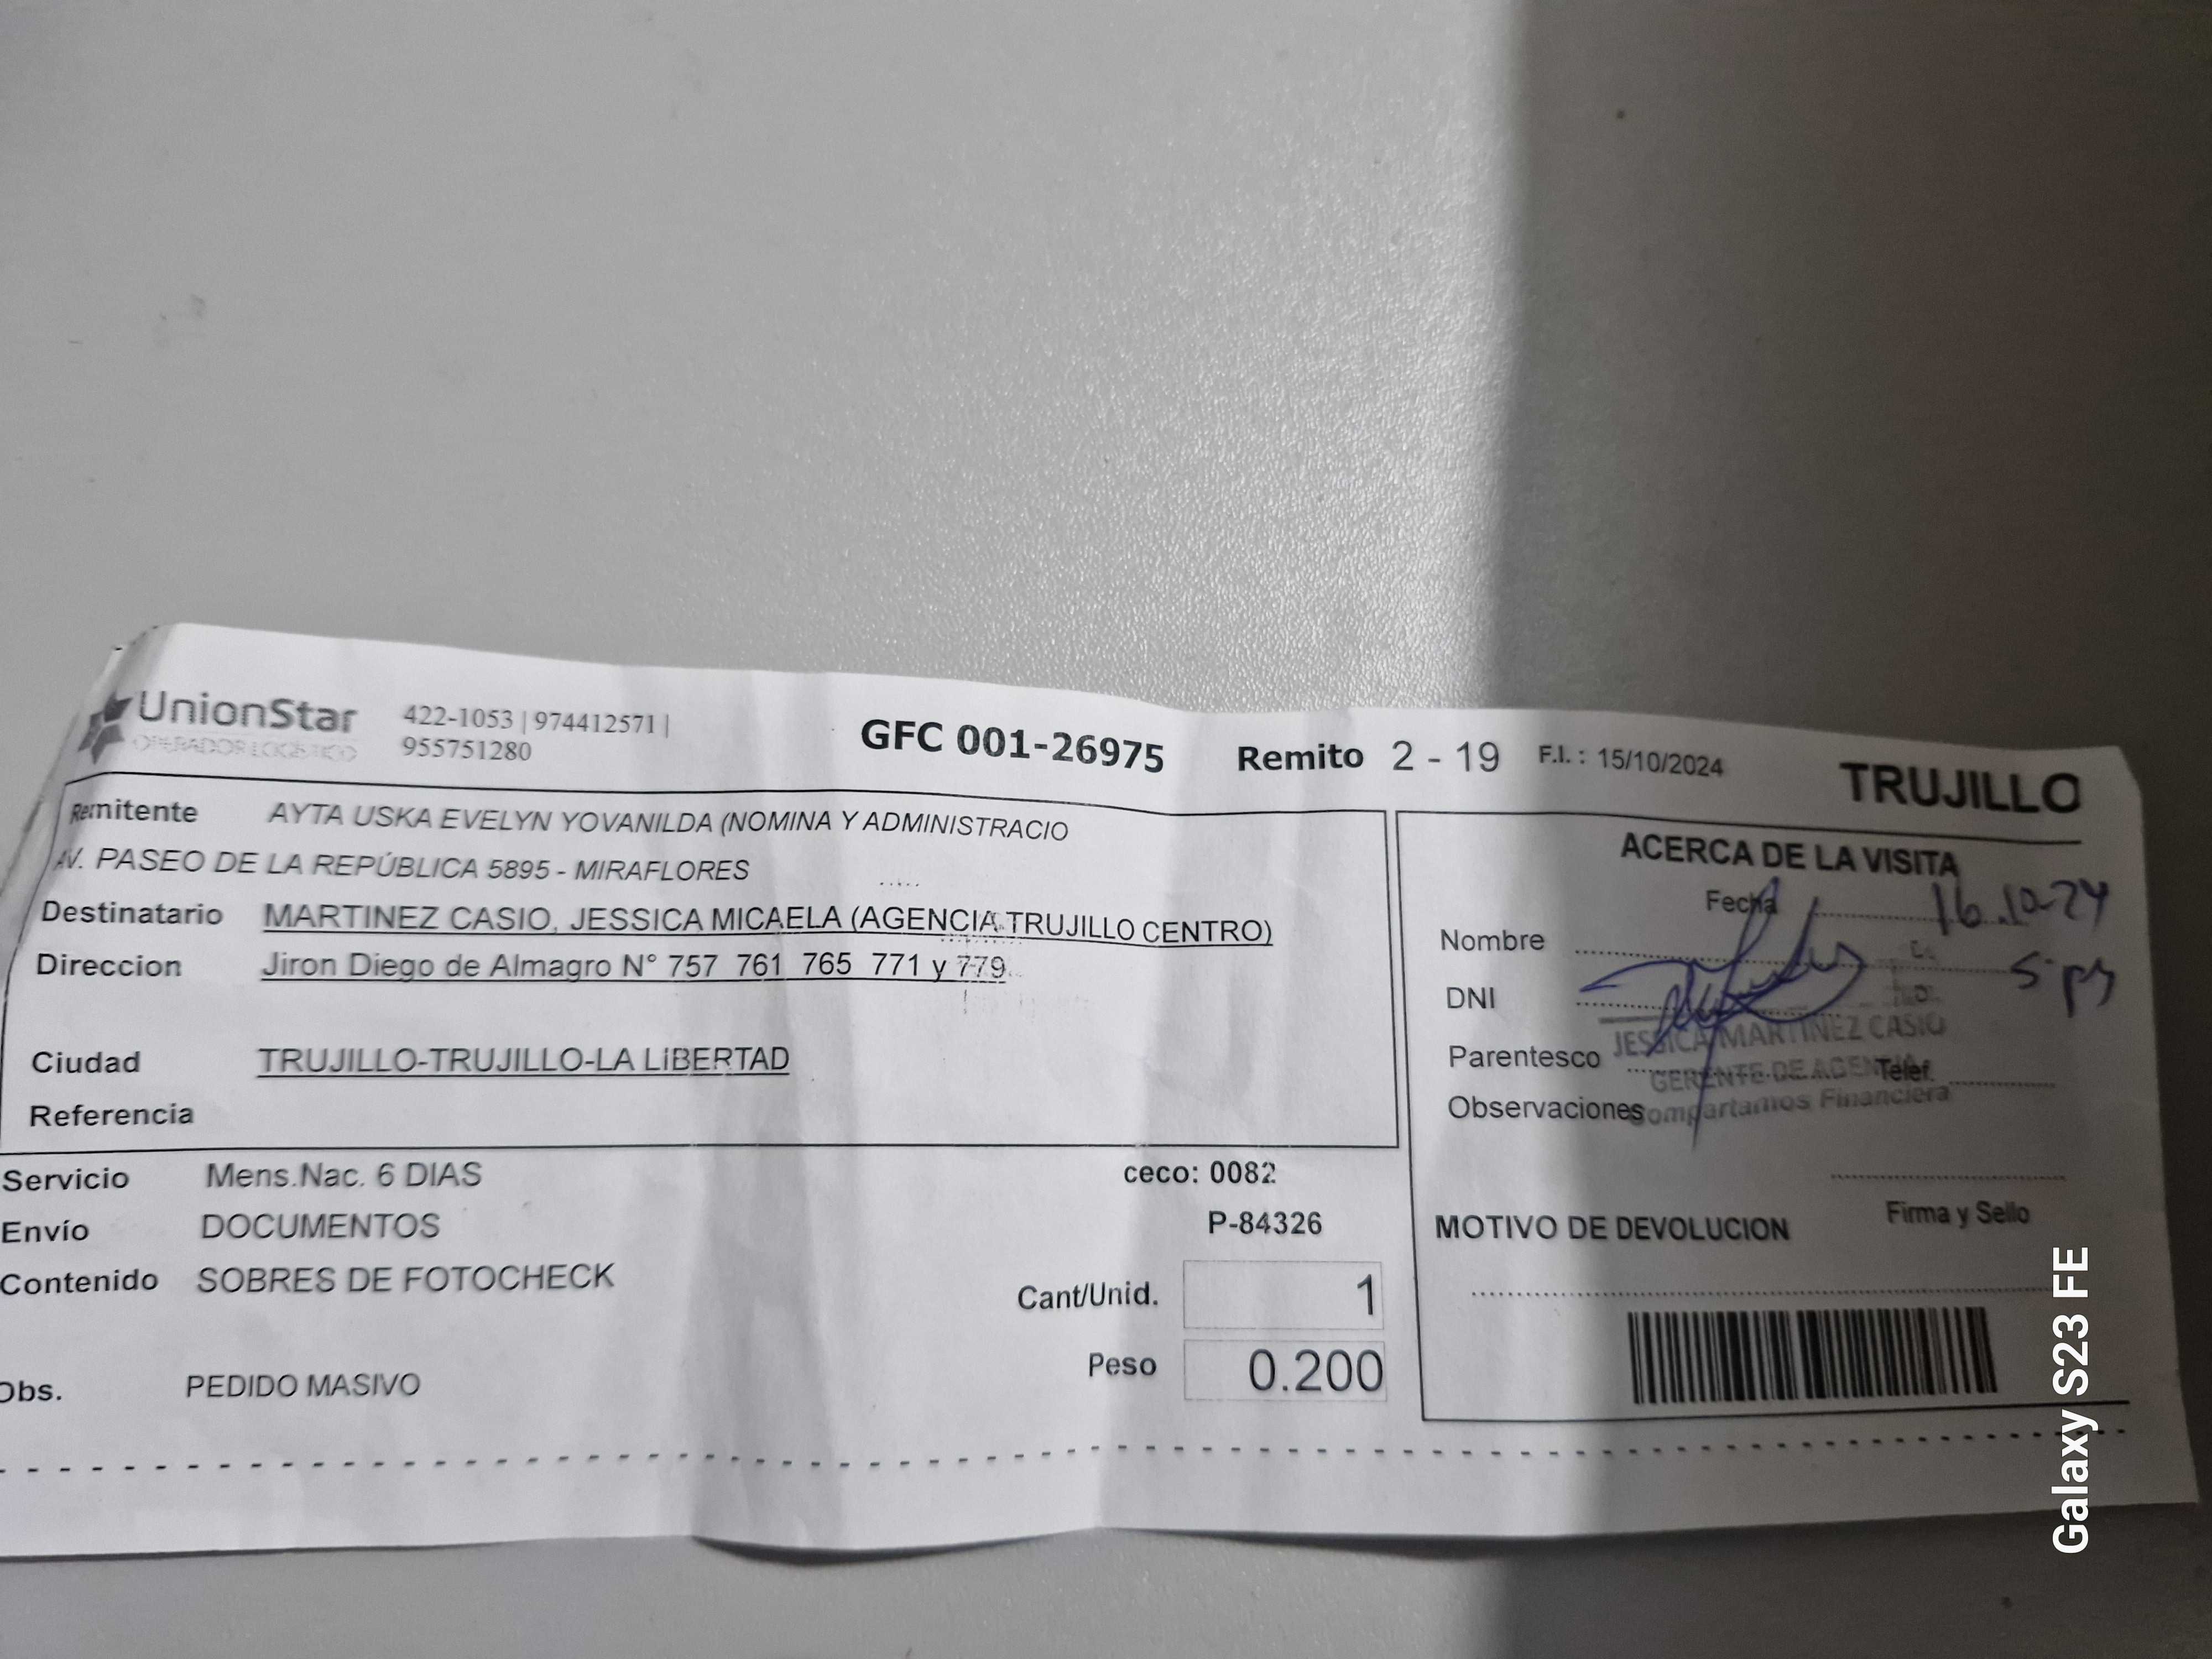 UnionStar
OPERADOR LOGISTICO
422-1053 | 974412571 |
955751280
GFC 001-26975
Remito 2 - 19
F.I. : 15/10/2024
TRUJILLO
Remitente AYTA USKA EVELYN YOVANILDA (NOMINA Y ADMINISTRACIO
AV. PASEO DE LA REPÚBLICA 5895 - MIRAFLORES
Destinatario MARTINEZ CASIO, JESSICA MICAELA (AGENCIA TRUJILLO CENTRO)
Direccion Jiron Diego de Almagro N° 757 761 765 771 y 779
Ciudad TRUJILLO-TRUJILLO-LA LIBERTAD
Referencia
Servicio Mens.Nac. 6 DIAS
ceco: 0082
Envío DOCUMENTOS
P-84326
Contenido SOBRES DE FOTOCHECK
Cant/Unid. 1
Peso 0.200
Obs. PEDIDO MASIVO
ACERCA DE LA VISITA
Fecha 16.10-24
Nombre
DNI
JESSICA MARTINEZ CASIO
Parentesco
GERENTE DE AGENCIA
Telef.
Observaciones
Compartamos Financiera
Firma y Sello
MOTIVO DE DEVOLUCION
Galaxy S23 FE